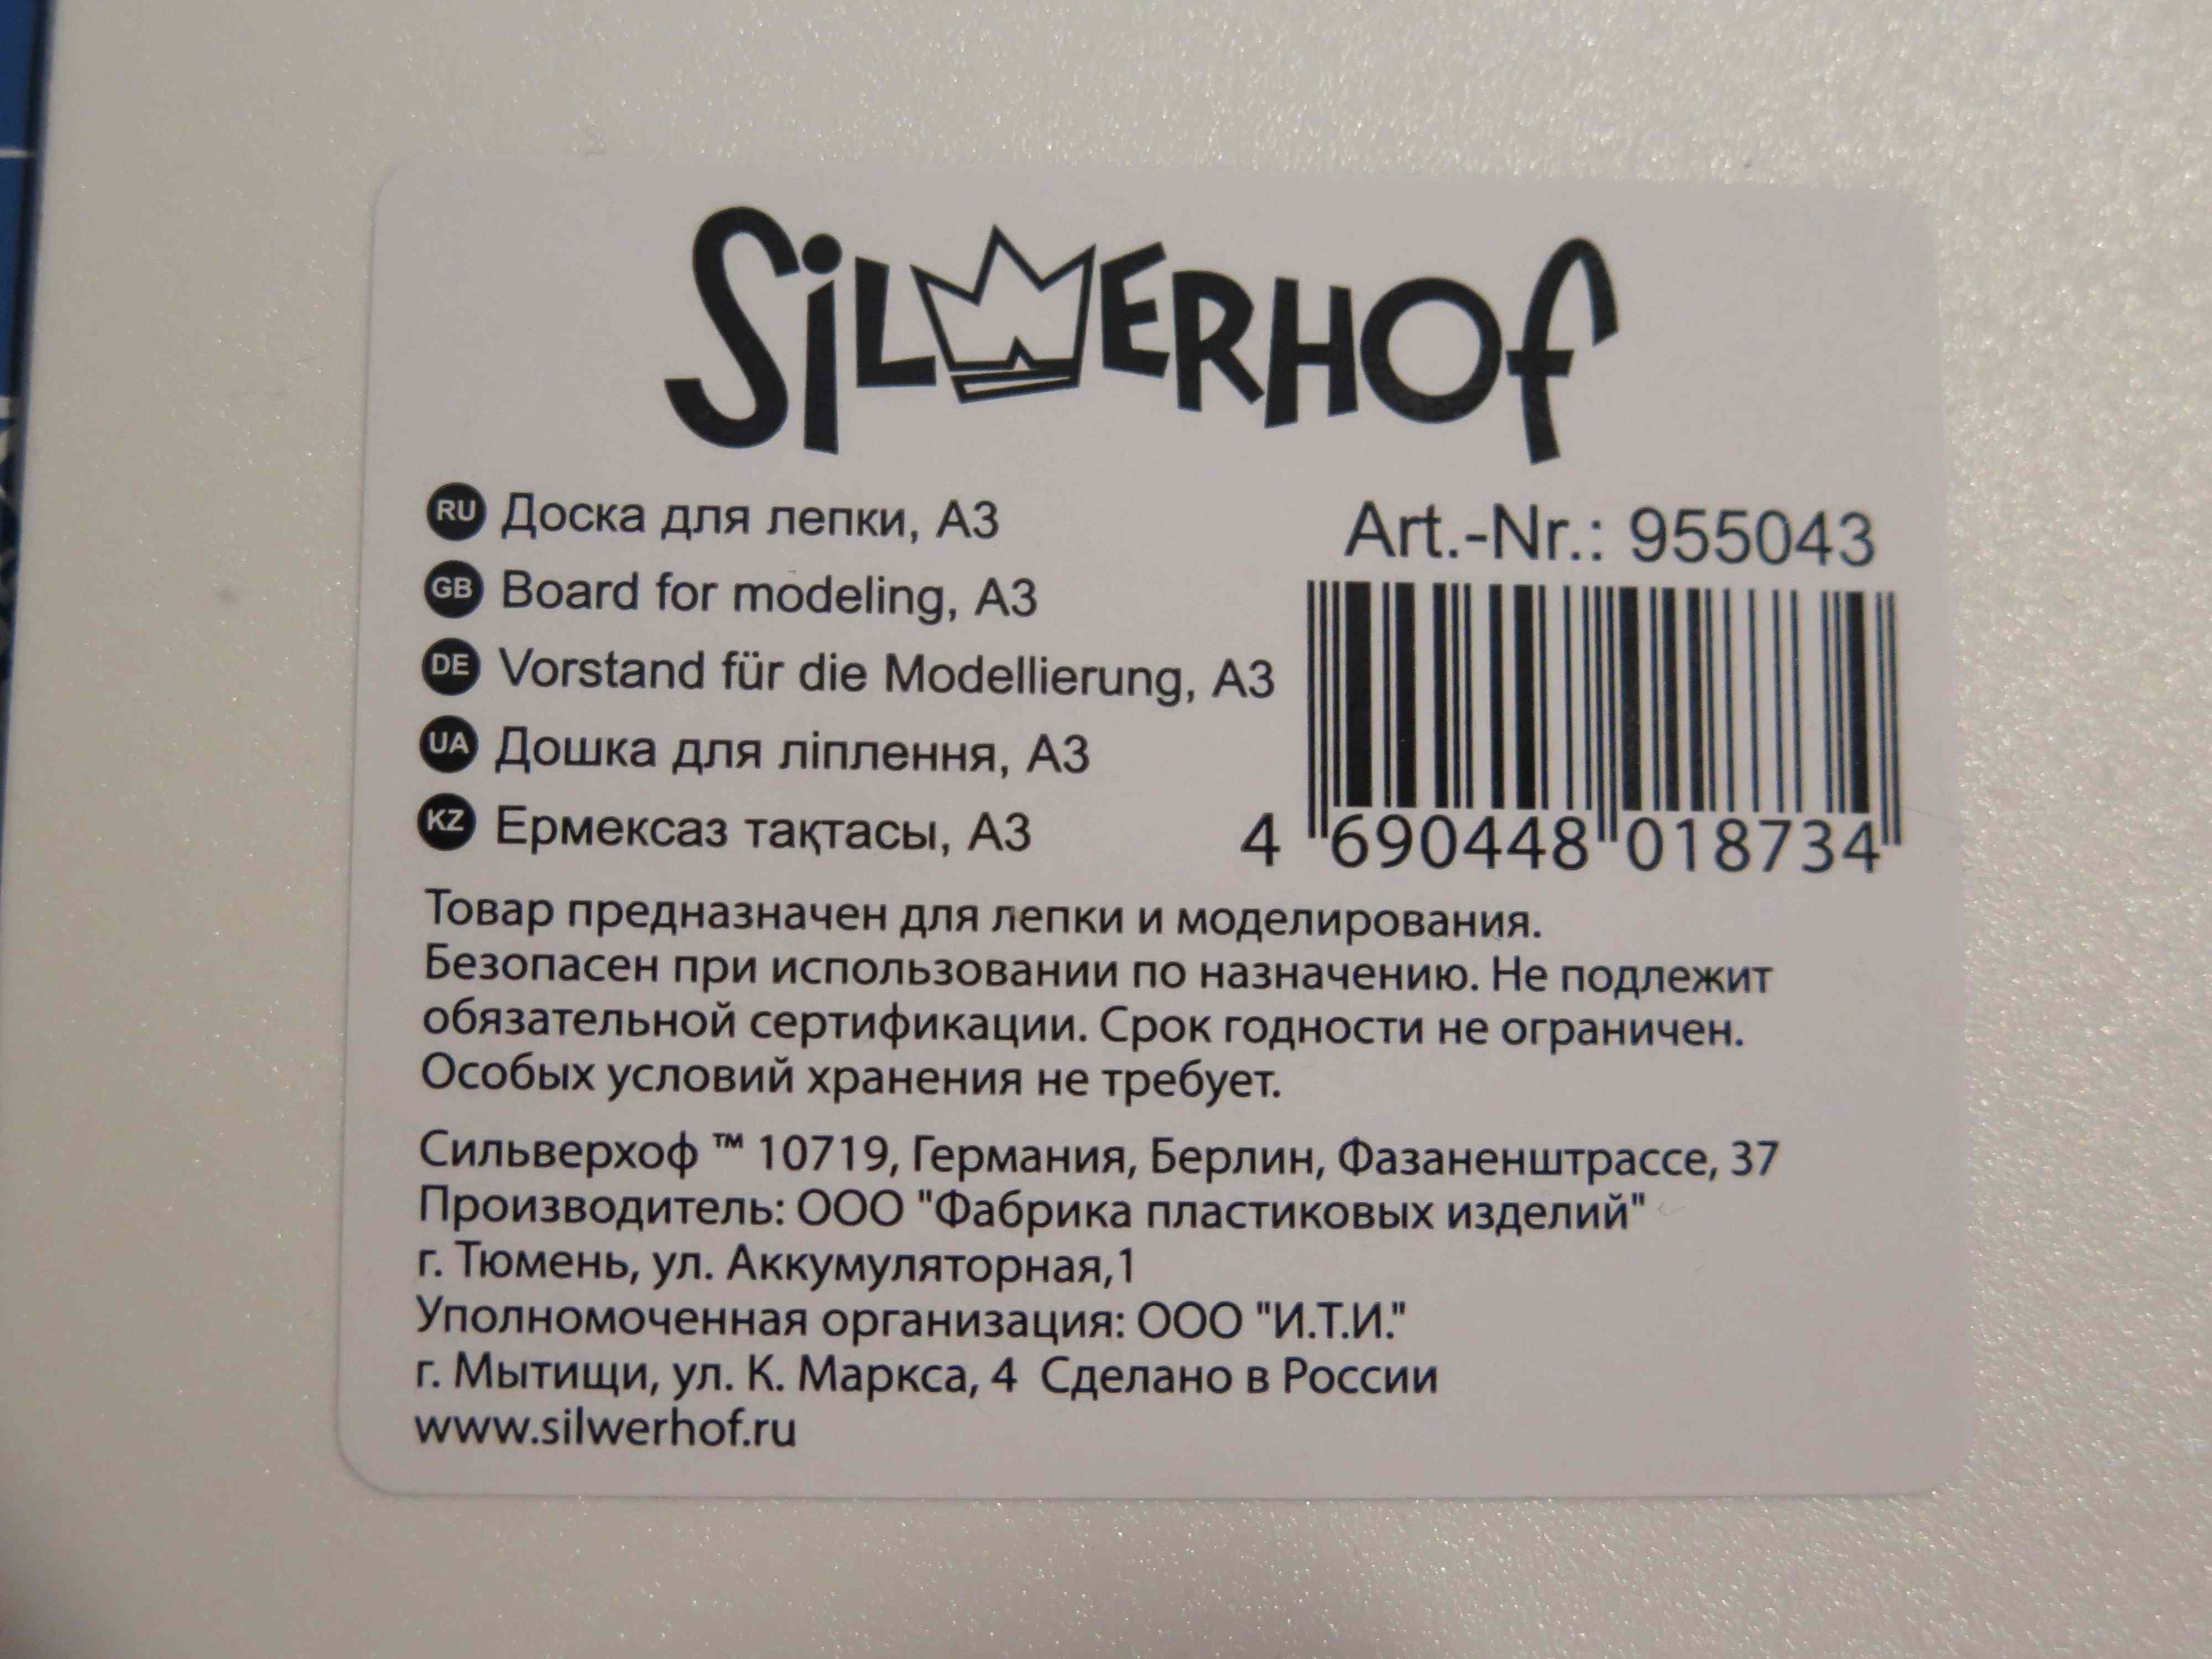 SILWERHOF
RU Доска для лепки, А3
GB Board for modeling, А3
DE Vorstand für die Modellierung, А3
UA Дошка для ліплення, А3
KZ Ермексаз тақтасы, А3
Art.-Nr.: 955043
4 690448 018734
Товар предназначен для лепки и моделирования.
Безопасен при использовании по назначению. Не подлежит
обязательной сертификации. Срок годности не ограничен.
Особых условий хранения не требует.
Сильверхоф ™ 10719, Германия, Берлин, Фазаненштрассе, 37
Производитель: ООО "Фабрика пластиковых изделий"
г. Тюмень, ул. Аккумуляторная,1
Уполномоченная организация: ООО "И.Т.И."
г. Мытищи, ул. К. Маркса, 4 Сделано в России
www.silwerhof.ru